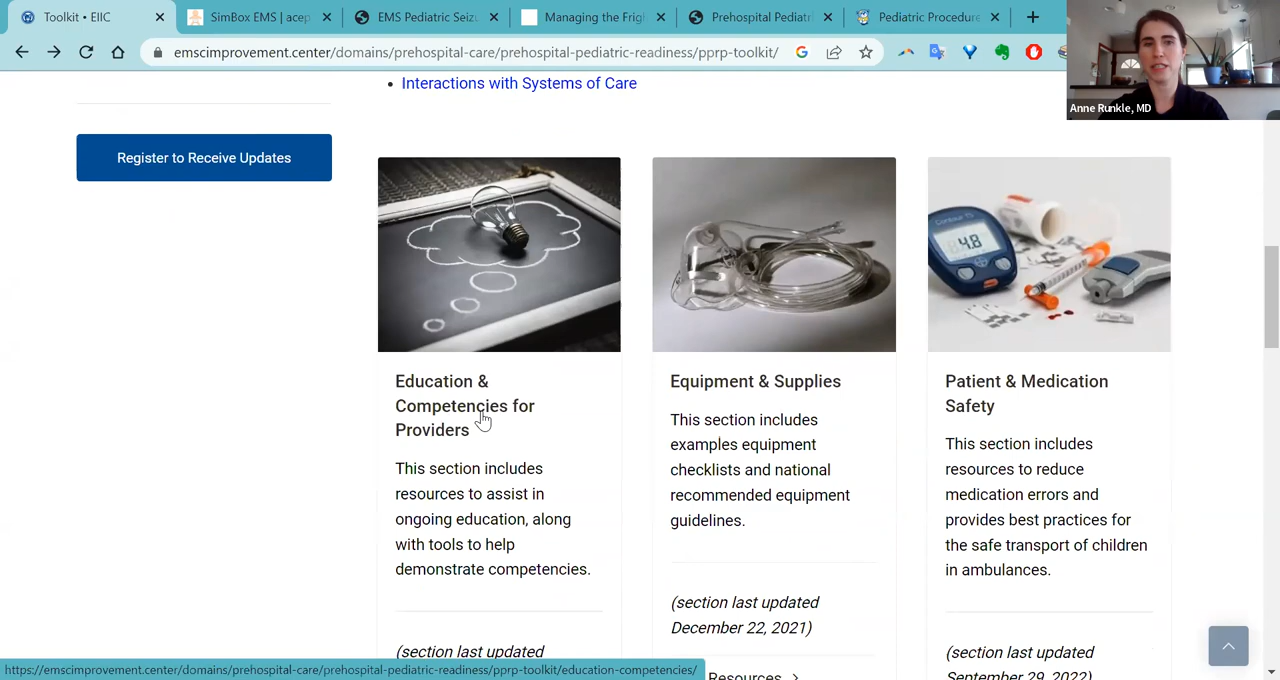 Toolkit • EIIC
SimBox EMS | acep
EMS Pediatric Seizu
Managing the Frigh
Prehospital Pediatri
Pediatric Procedure
emscimprovement.center/domains/prehospital-care/prehospital-pediatric-readiness/pprp-toolkit/
Anne Runkle, MD
Interactions with Systems of Care
Register to Receive Updates
Contour TS
4.8
Education &
Competencies for
Providers
This section includes
resources to assist in
ongoing education, along
with tools to help
demonstrate competencies.
(section last updated
Equipment & Supplies
This section includes
examples equipment
checklists and national
recommended equipment
guidelines.
(section last updated
December 22, 2021)
Resources
Patient & Medication
Safety
This section includes
resources to reduce
medication errors and
provides best practices for
the safe transport of children
in ambulances.
(section last updated
September 29, 2022)
https://emscimprovement.center/domains/prehospital-care/prehospital-pediatric-readiness/pprp-toolkit/education-competencies/